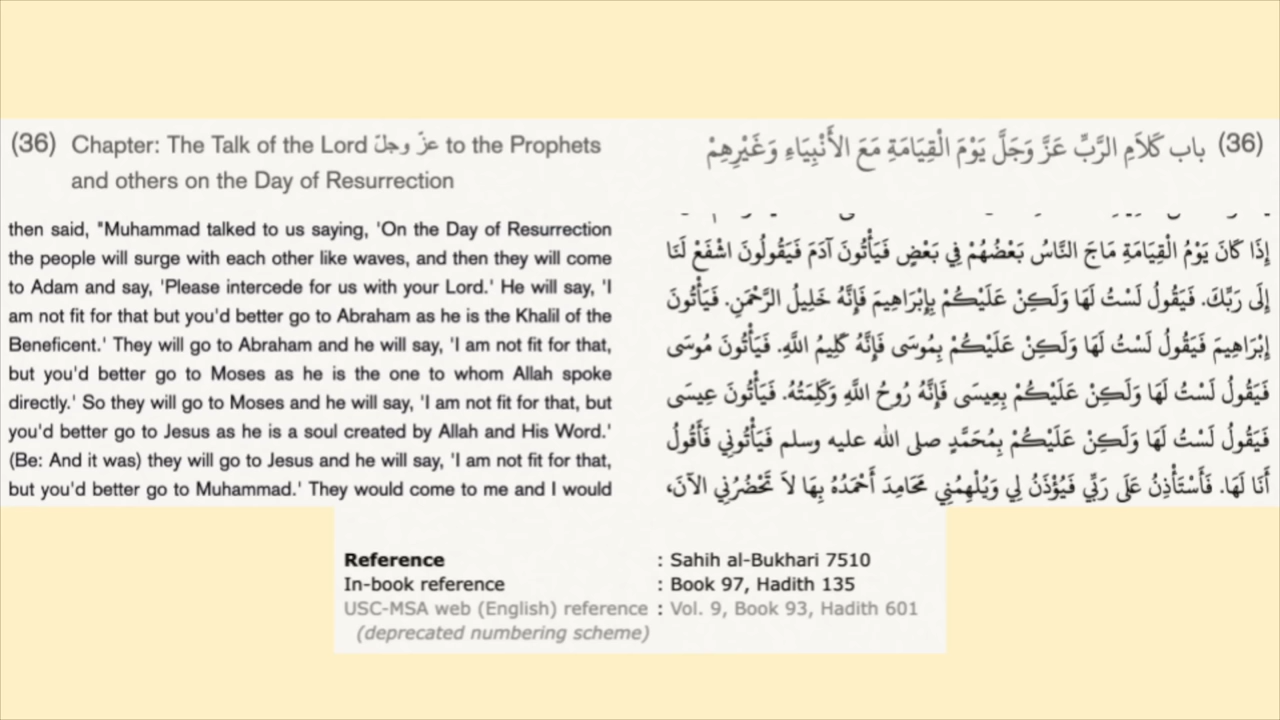 (36) Chapter: The Talk of the Lord عزّ وجلّ to the Prophets
and others on the Day of Resurrection
(36) باب كَلاَمِ الرَّبِّ عَزَّ وَجَلَّ يَوْمَ الْقِيَامَةِ مَعَ الأَنْبِيَاءِ وَغَيْرِهِمْ
then said, "Muhammad talked to us saying, 'On the Day of Resurrection
the people will surge with each other like waves, and then they will come
to Adam and say, 'Please intercede for us with your Lord.' He will say, 'I
am not fit for that but you'd better go to Abraham as he is the Khalil of the
Beneficent.' They will go to Abraham and he will say, 'I am not fit for that,
but you'd better go to Moses as he is the one to whom Allah spoke
directly.' So they will go to Moses and he will say, 'I am not fit for that, but
you'd better go to Jesus as he is a soul created by Allah and His Word.'
(Be: And it was) they will go to Jesus and he will say, 'I am not fit for that,
but you'd better go to Muhammad.' They would come to me and I would
إِذَا كَانَ يَوْمُ الْقِيَامَةِ مَاجَ النَّاسُ بَعْضُهُمْ فِي بَعْضٍ فَيَأْتُونَ آدَمَ فَيَقُولُونَ اشْفَعْ لَنَا
إِلَى رَبِّكَ. فَيَقُولُ لَسْتُ لَهَا وَلَكِنْ عَلَيْكُمْ بِإِبْرَاهِيمَ فَإِنَّهُ خَلِيلُ الرَّحْمَنِ. فَيَأْتُونَ
إِبْرَاهِيمَ فَيَقُولُ لَسْتُ لَهَا وَلَكِنْ عَلَيْكُمْ بِمُوسَى فَإِنَّهُ كَلِيمُ اللَّهِ. فَيَأْتُونَ مُوسَى
فَيَقُولُ لَسْتُ لَهَا وَلَكِنْ عَلَيْكُمْ بِعِيسَى فَإِنَّهُ رُوحُ اللَّهِ وَكَلِمَتُهُ. فَيَأْتُونَ عِيسَى
فَيَقُولُ لَسْتُ لَهَا وَلَكِنْ عَلَيْكُمْ بِمُحَمَّدٍ صلى الله عليه وسلم فَيَأْتُونِي فَأَقُولُ
أَنَا لَهَا. فَأَسْتَأْذِنُ عَلَى رَبِّي فَيُؤْذَنُ لِي وَيُلْهِمُنِي مَحَامِدَ أَحْمَدُهُ بِهَا لاَ تَحْضُرُنِي الآنَ،
Reference : Sahih al-Bukhari 7510
In-book reference : Book 97, Hadith 135
USC-MSA web (English) reference : Vol. 9, Book 93, Hadith 601
(deprecated numbering scheme)